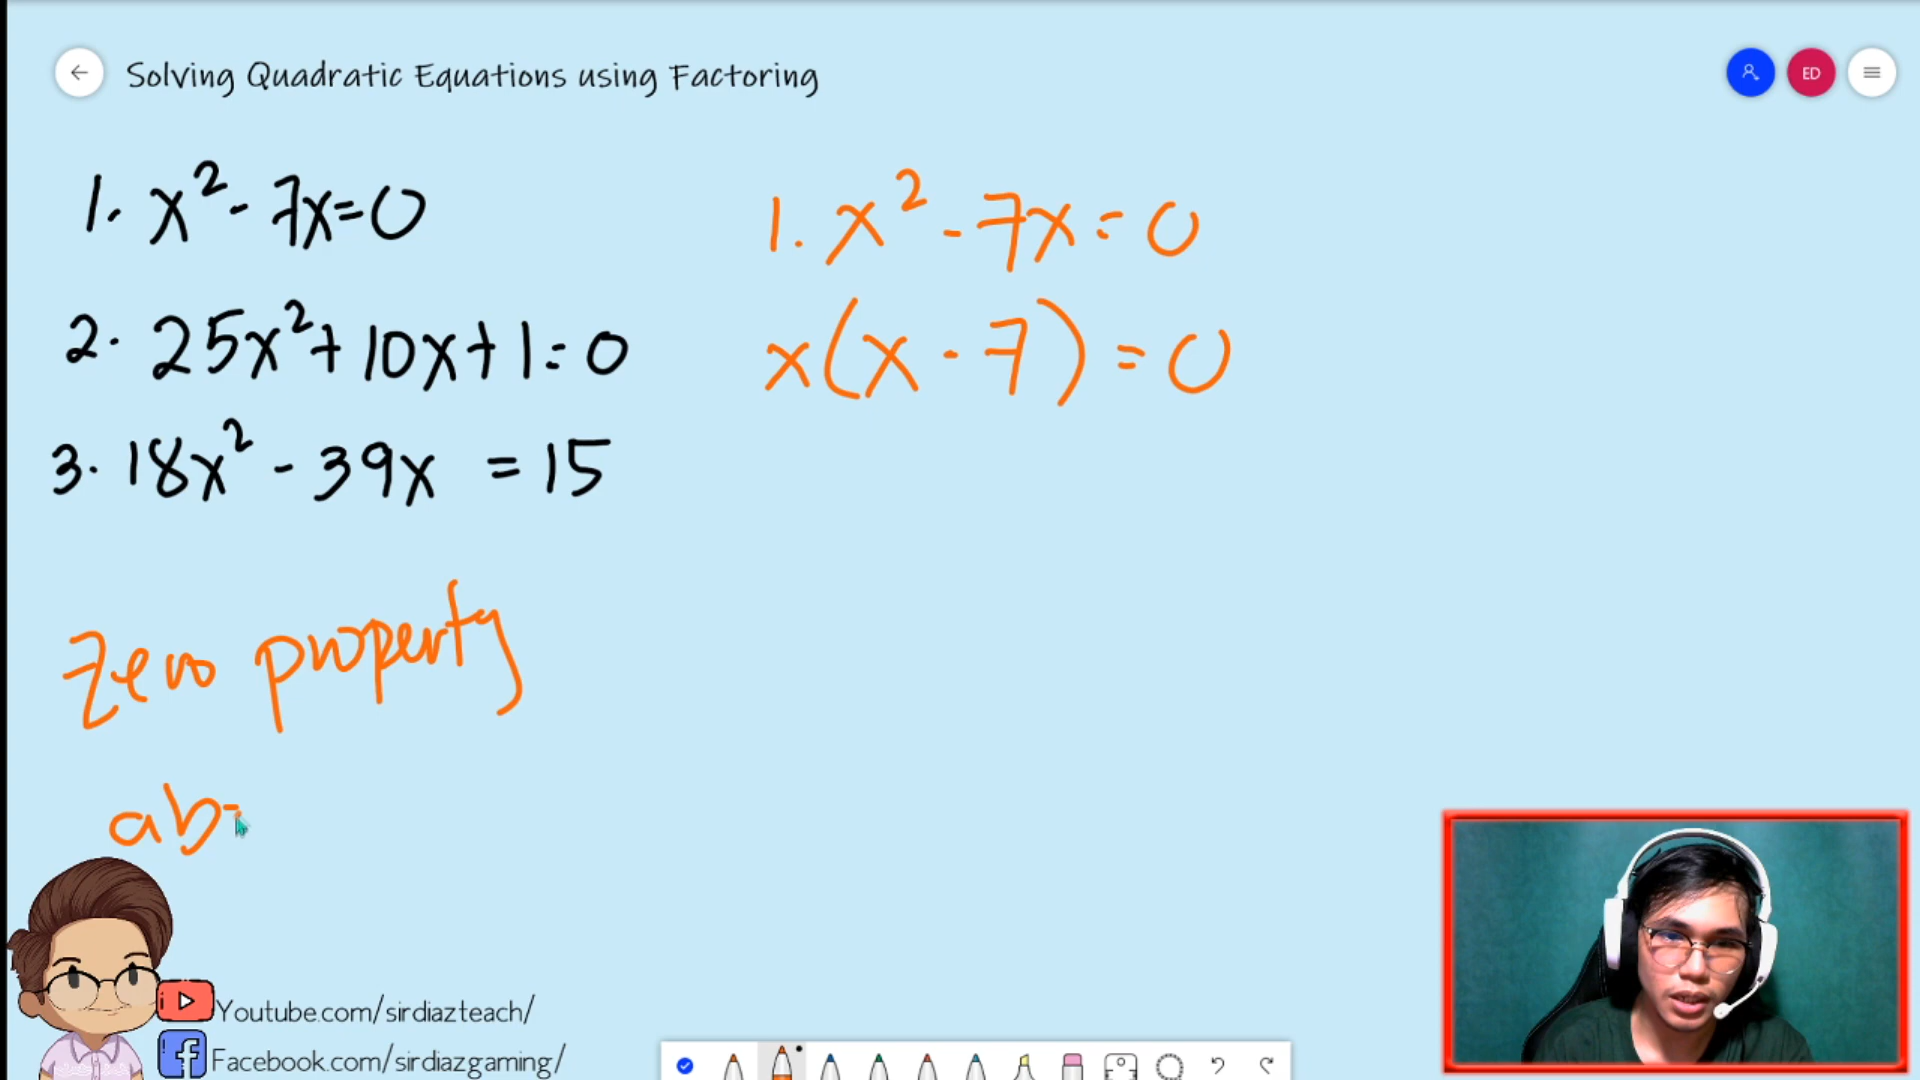 Solving Quadratic Equations using Factoring
ED
1. x² - 7x = 0
2. 25x² + 10x + 1 = 0
3. 18x² - 39x = 15
Zero property
ab=
1. x² - 7x = 0
x(x - 7) = 0
Youtube.com/sirdiazteach/
Facebook.com/sirdiazgaming/